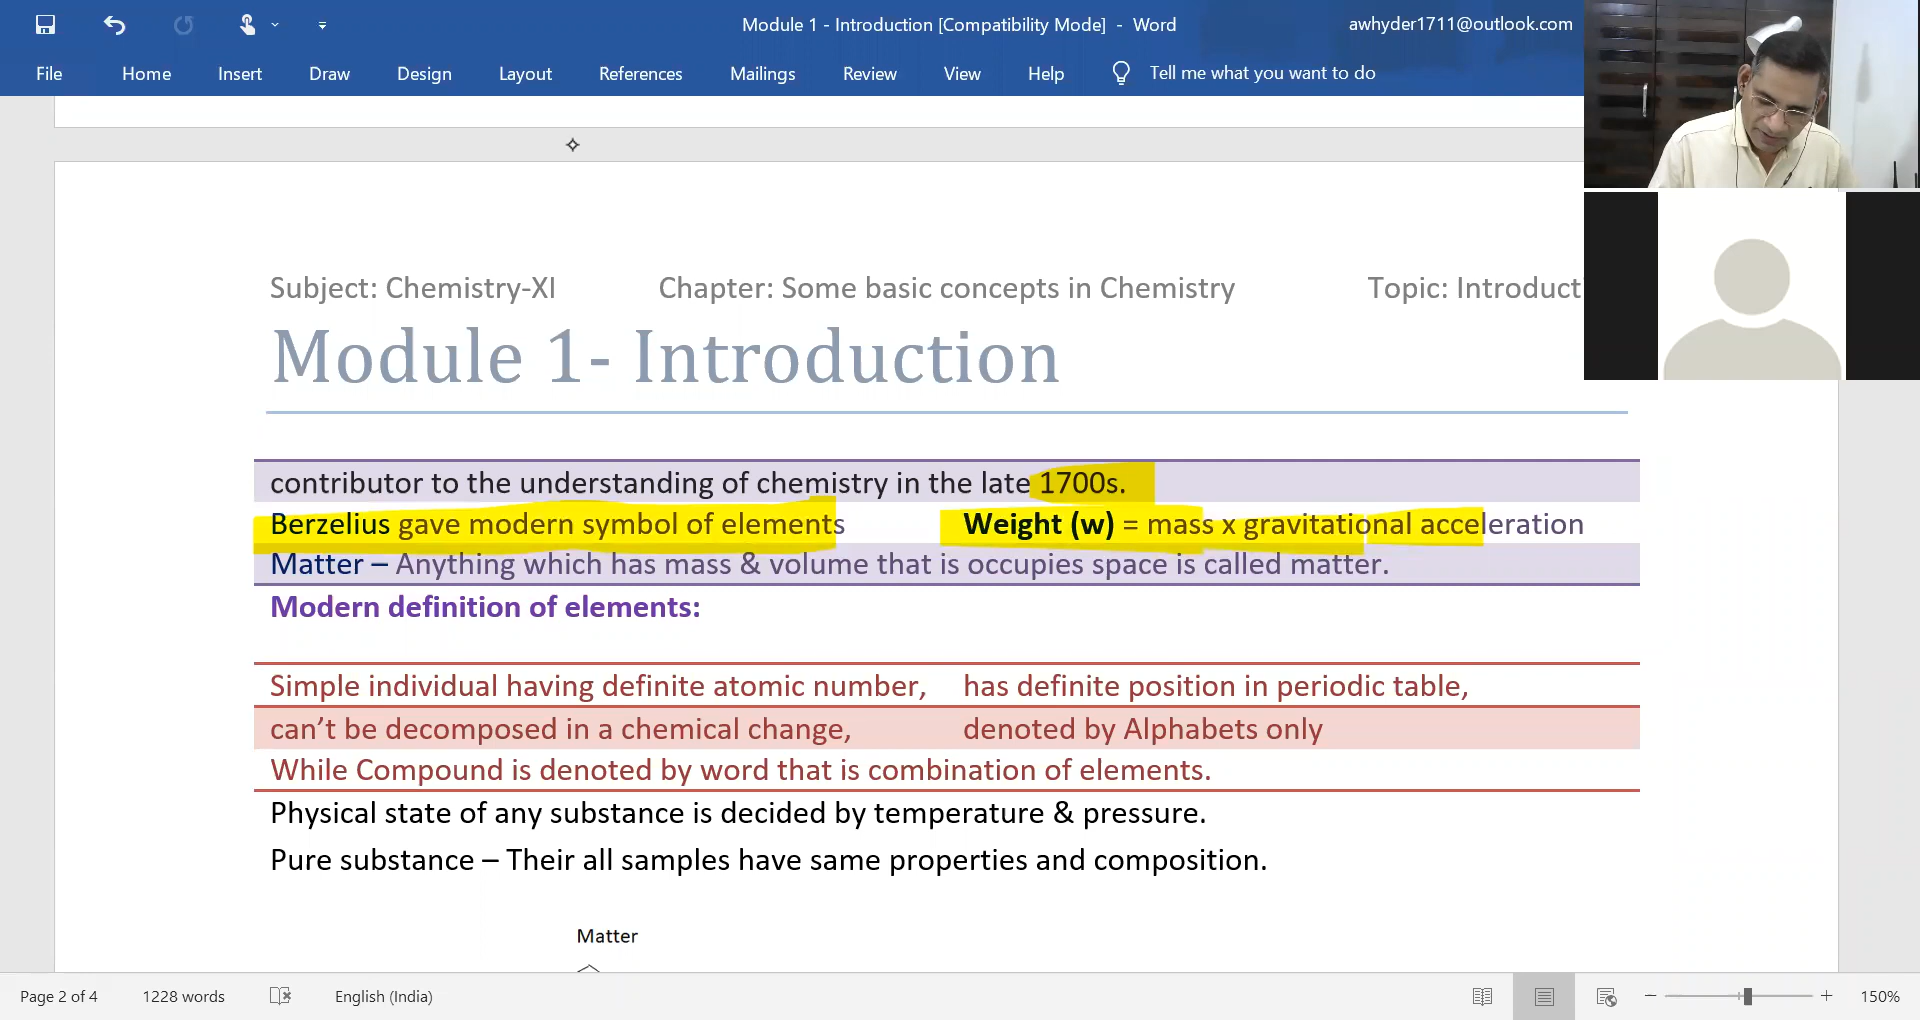 Module 1 - Introduction [Compatibility Mode] - Word
awhyder1711@outlook.com
File Home Insert Draw Design Layout References Mailings Review View Help Tell me what you want to do
Subject: Chemistry-XI Chapter: Some basic concepts in Chemistry Topic: Introducti
Module 1- Introduction
contributor to the understanding of chemistry in the late 1700s.
Berzelius gave modern symbol of elements Weight (w) = mass x gravitational acceleration
Matter – Anything which has mass & volume that is occupies space is called matter.
Modern definition of elements:
Simple individual having definite atomic number, has definite position in periodic table,
can’t be decomposed in a chemical change, denoted by Alphabets only
While Compound is denoted by word that is combination of elements.
Physical state of any substance is decided by temperature & pressure.
Pure substance – Their all samples have same properties and composition.
Matter
Page 2 of 4 1228 words English (India) 150%